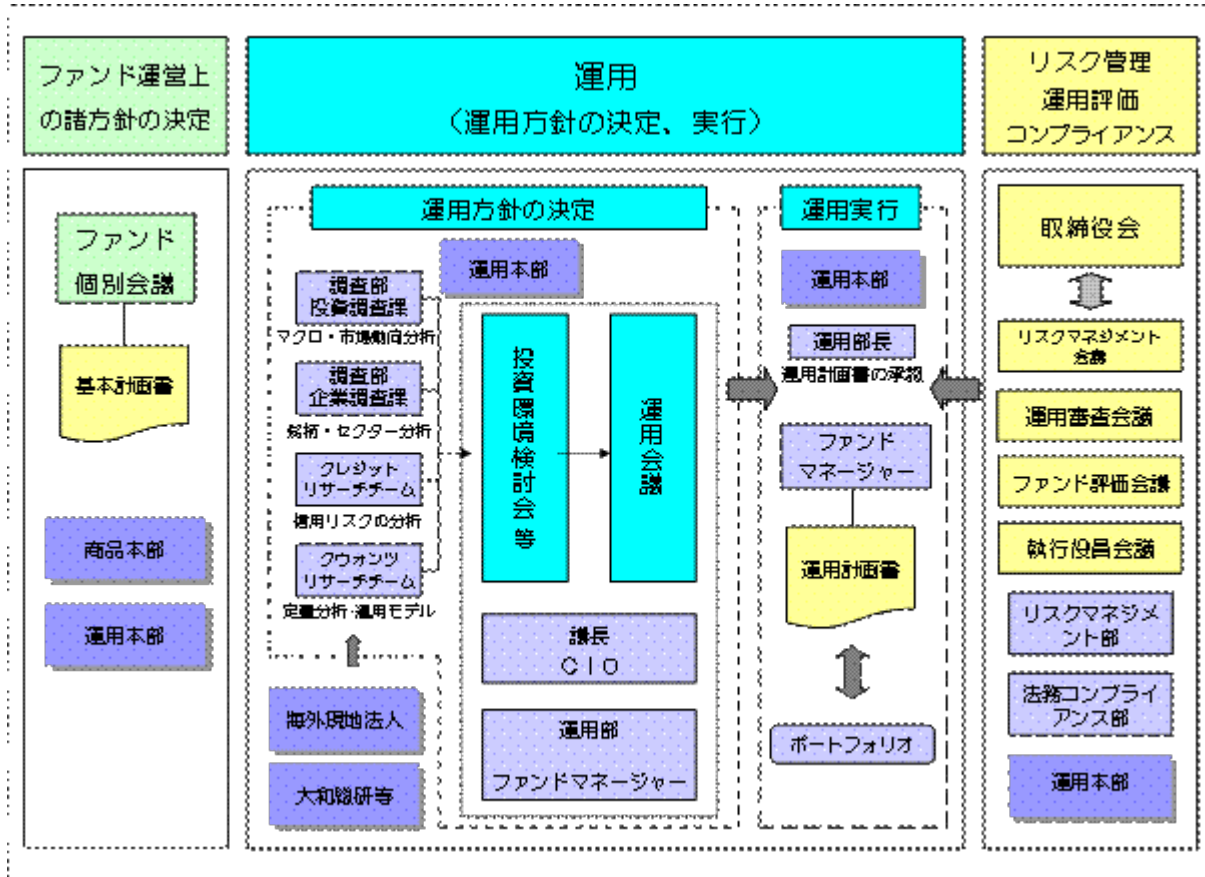 ファンド運営上
の諸方針の決定
運用
（運用方針の決定、実行）
リスク管理
運用評価
コンプライアンス
ファンド
個別会議
基本計画書
商品本部
運用本部
運用方針の決定
運用本部
調査部
投資調査課
マクロ・市場動向分析
調査部
企業調査課
銘柄・セクター分析
クレジット
リサーチチーム
信用リスクの分析
クウォンツ
リサーチチーム
定量分析・運用モデル
海外現地法人
大和総研等
投資環境検討会 等
運用会議
議長
ＣＩＯ
運用部
ファンドマネージャー
運用実行
運用本部
運用部長
運用計画書の承認
ファンド
マネージャー
運用計画書
ポートフォリオ
取締役会
リスクマネジメント
会議
運用審査会議
ファンド評価会議
執行役員会議
リスクマネジメ
ント部
法務コンプライ
アンス部
運用本部